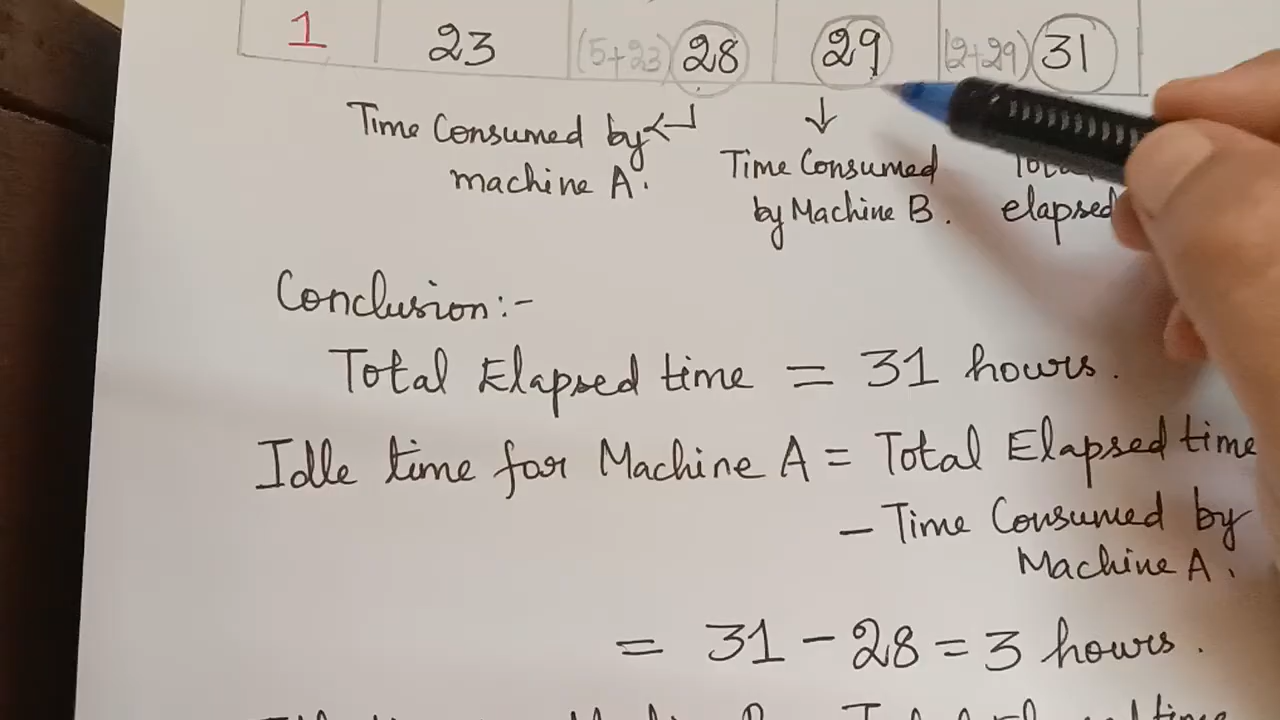 1 23 (5+23) 28 29 (2+29) 31
Time Consumed by
machine A.
Time Consumed
by Machine B.
elapsed
Conclusion:-
Total Elapsed time = 31 hours.
Idle time for Machine A = Total Elapsed time
- Time Consumed by
Machine A.
= 31 - 28 = 3 hours.